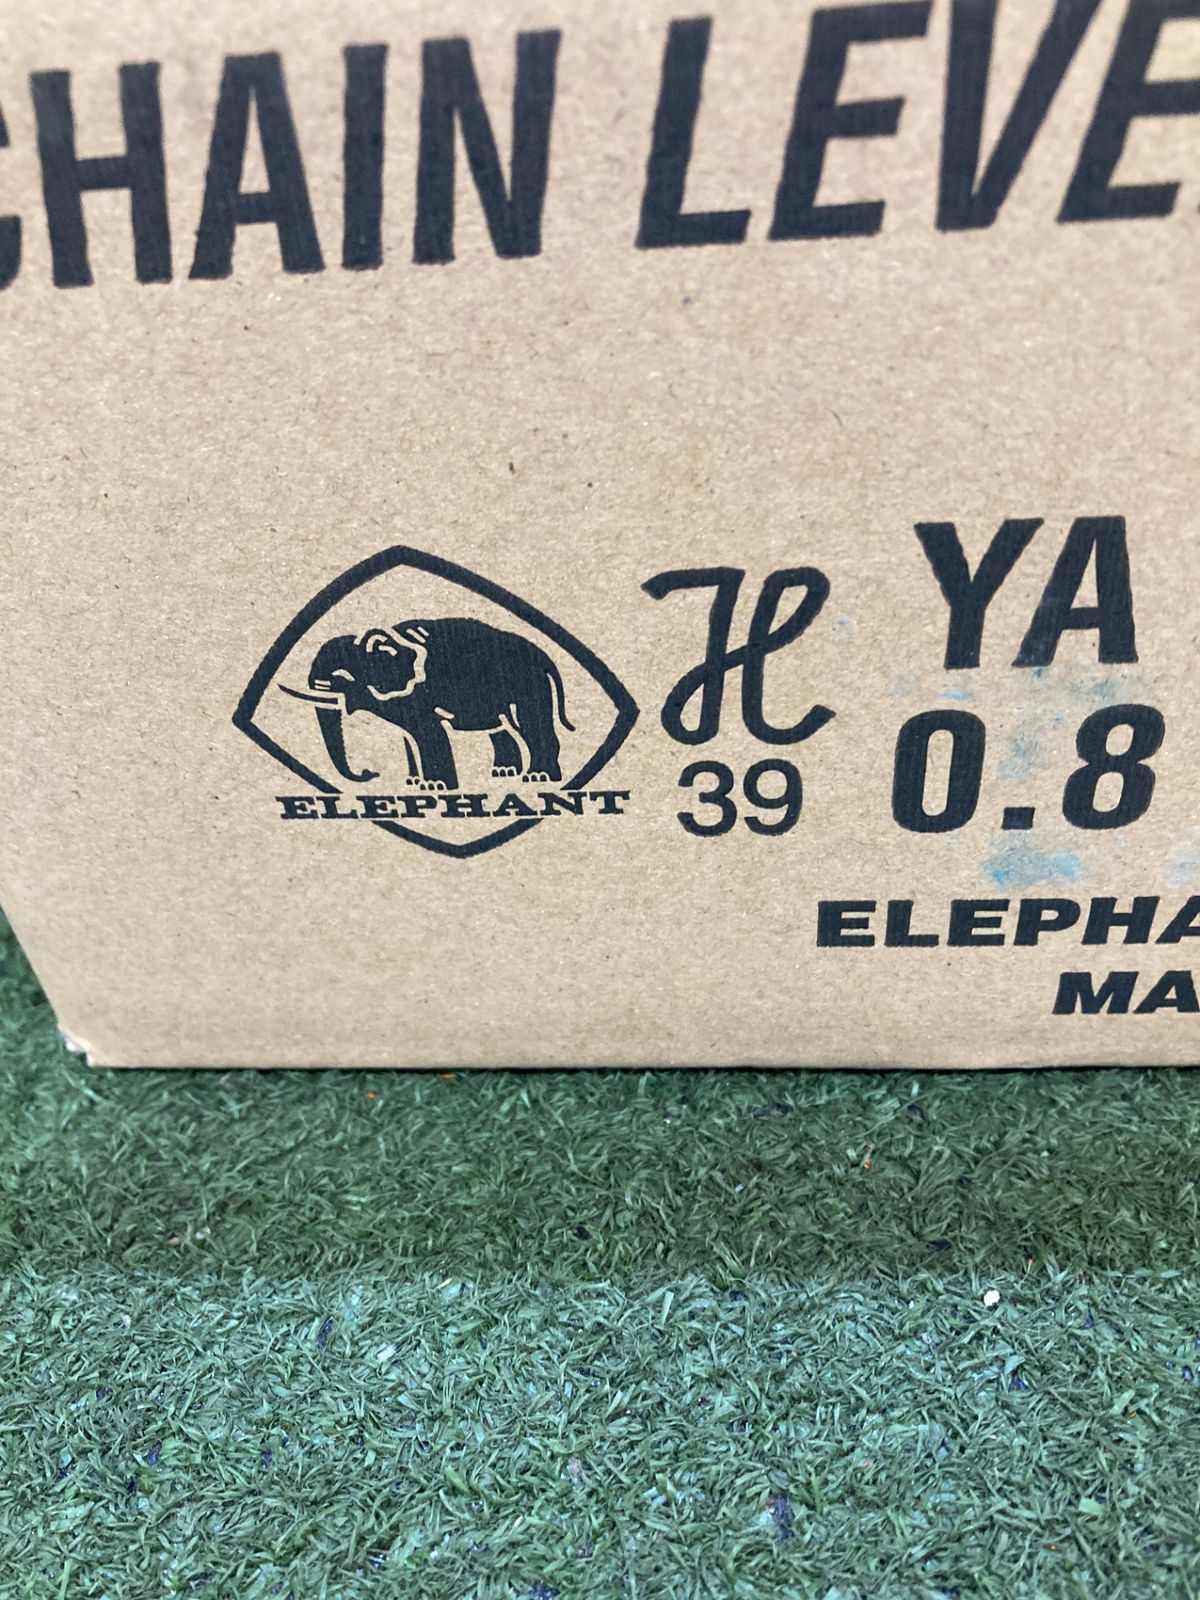 CHAIN LEVE
H YA
39 0.8
ELEPHANT
ELEPHA
MA